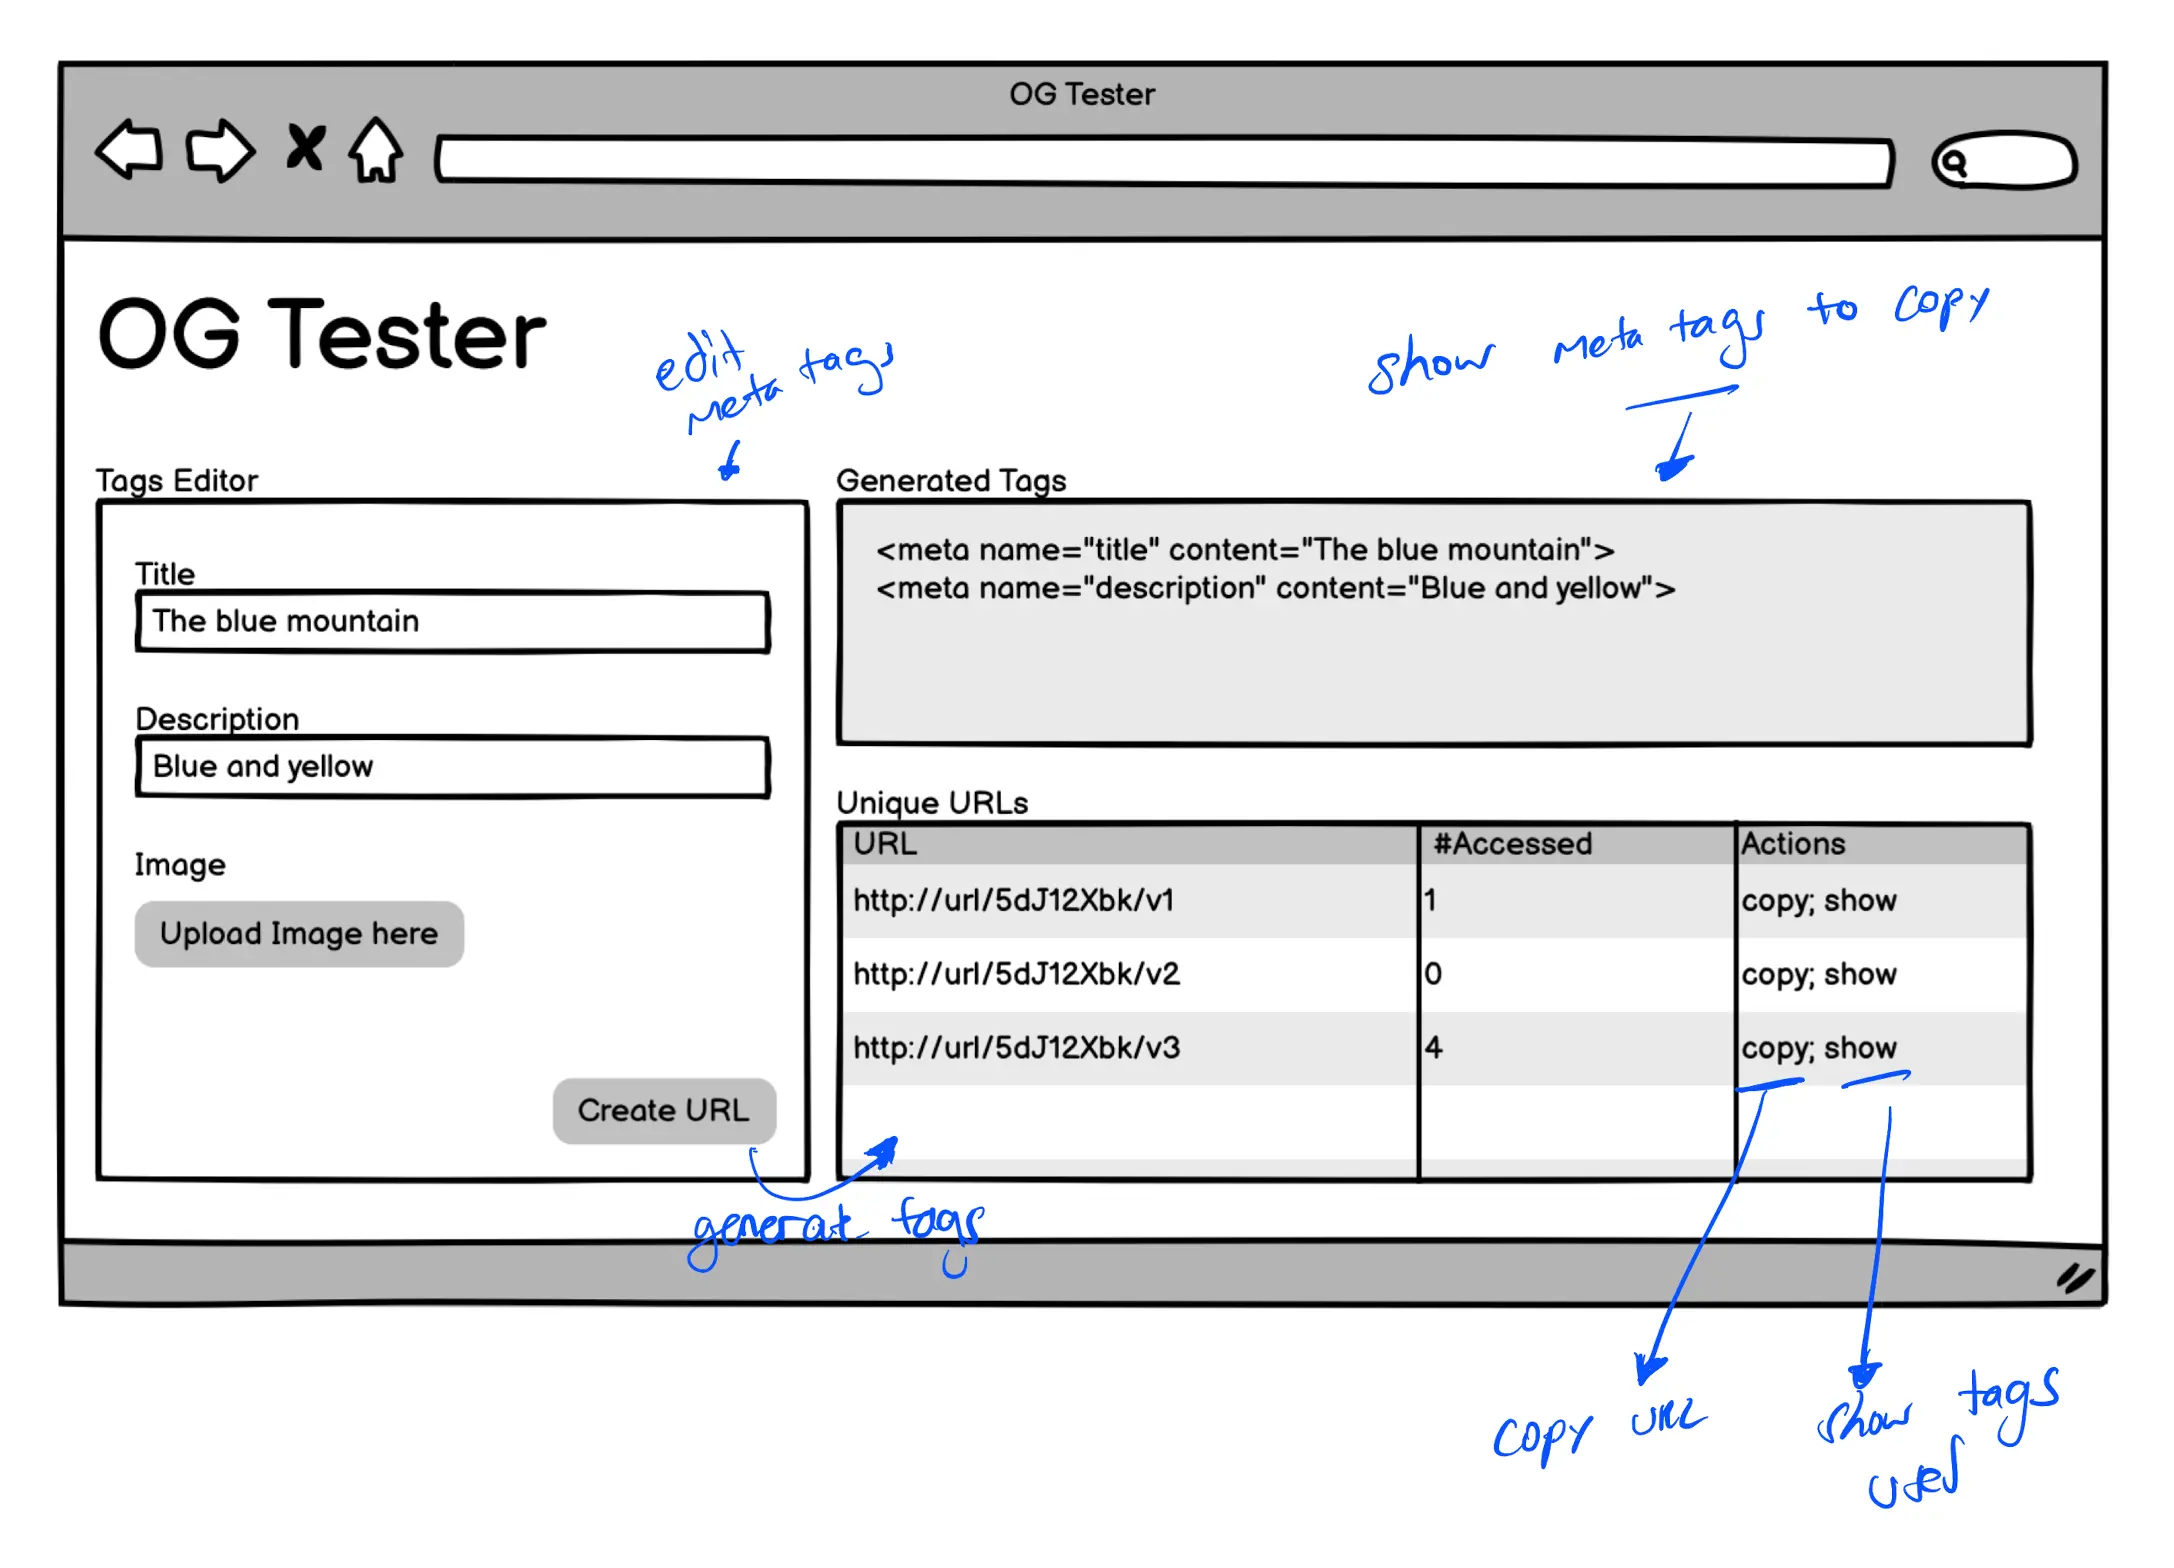 OG Tester
OG Tester
edit
meta tags
show meta tags to copy
Tags Editor
Title
The blue mountain
Description
Blue and yellow
Image
Upload Image here
Create URL
generat tags
Generated Tags
<meta name="title" content="The blue mountain">
<meta name="description" content="Blue and yellow">
Unique URLs
URL #Accessed Actions
http://url/5dJ12Xbk/v1 1 copy; show
http://url/5dJ12Xbk/v2 0 copy; show
http://url/5dJ12Xbk/v3 4 copy; show
copy URL
show tags
used